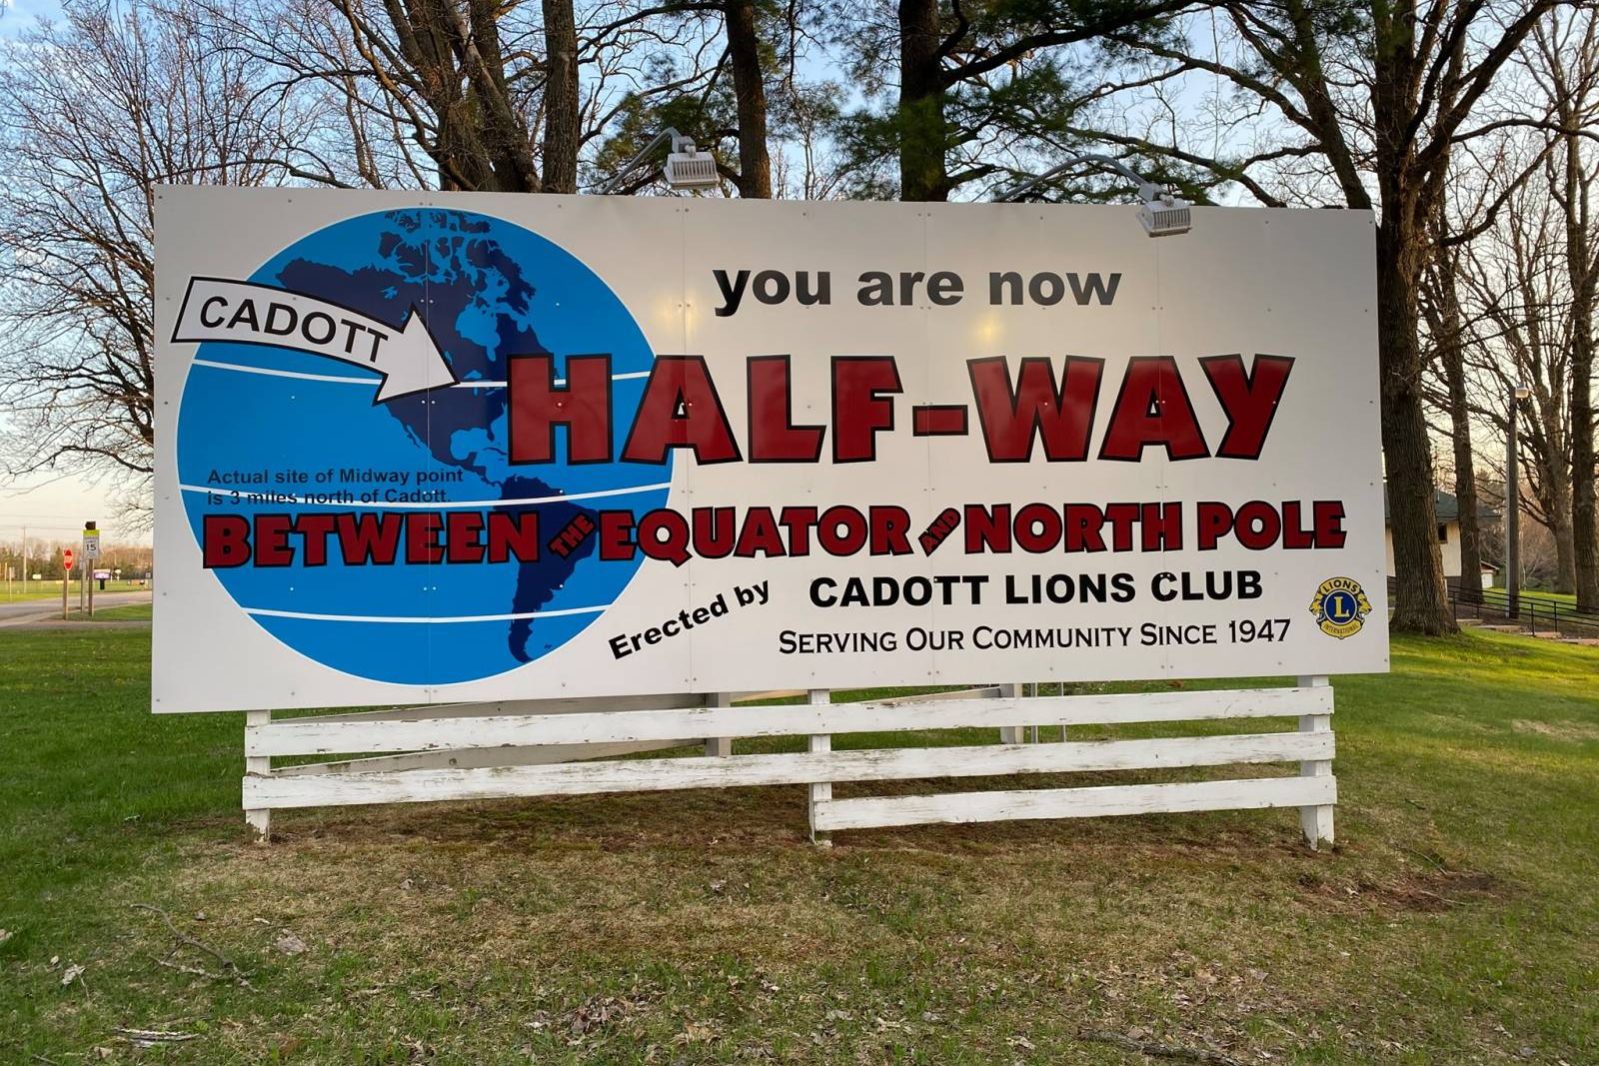 you are now
CADOTT
HALF-WAY
Actual site of Midway point
is 3 miles north of Cadott.
BETWEEN THE EQUATOR AND NORTH POLE
Erected by CADOTT LIONS CLUB
SERVING OUR COMMUNITY SINCE 1947
LIONS
L
INTERNATIONAL
15